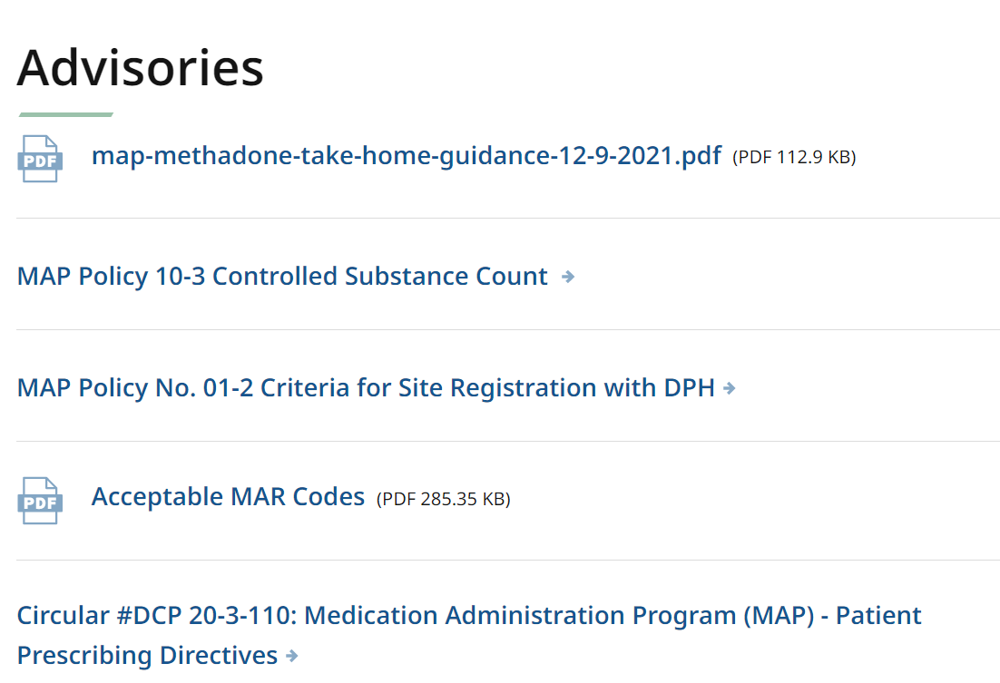 Advisories
PDF map-methadone-take-home-guidance-12-9-2021.pdf (PDF 112.9 KB)
MAP Policy 10-3 Controlled Substance Count
MAP Policy No. 01-2 Criteria for Site Registration with DPH
PDF Acceptable MAR Codes (PDF 285.35 KB)
Circular #DCP 20-3-110: Medication Administration Program (MAP) - Patient
Prescribing Directives